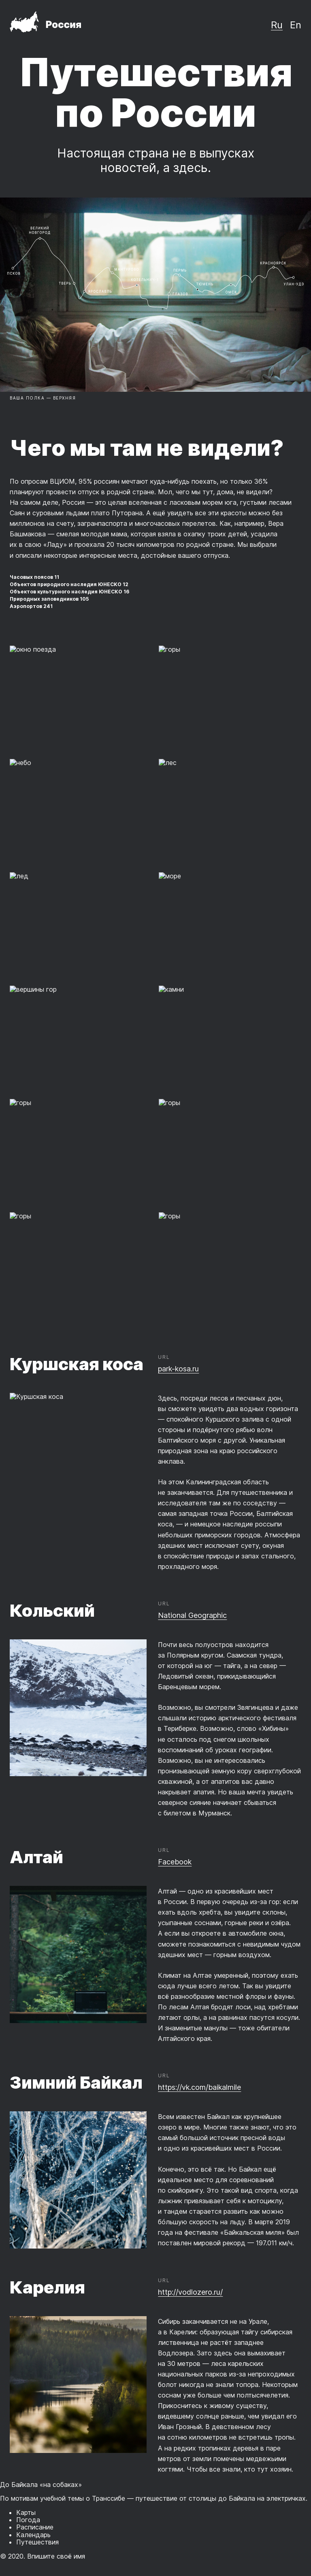 Россия
Ru En
Путешествия
по России
Настоящая страна не в выпусках
новостей, а здесь.
ВЕЛИКИЙ
НОВГОРОД
ПСКОВ
ТВЕРЬ
КРАСНОЯРСК
УЛАН-УДЭ
ВАША ПОЛКА — ВЕРХНЯЯ
Чего мы там не видели?
По опросам ВЦИОМ, 95% россиян мечтают куда-нибудь поехать, но только 36%
планируют провести отпуск в родной стране. Мол, чего мы тут, дома, не видели?
На самом деле, Россия — это целая вселенная с ласковом морем юга, густыми лесами
Саян и суровыми льдами плато Путорана. А ещё увидеть все эти красоты можно без
миллионов на счету, загранпаспорта и многочасовых перелетов. Как, например, Вера
Башмакова — смелая молодая мама, которая взяла в охапку троих детей, усадила
их в свою «Ладу» и проехала 20 тысяч километров по родной стране. Мы выбрали
и описали некоторые интересные места, достойные вашего отпуска.
Часовых поясов 11
Объектов природного наследия ЮНЕСКО 12
Объектов культурного наследия ЮНЕСКО 16
Природных заповедников 105
Аэропортов 241
окно поезда
горы
небо
лес
лед
море
вершины гор
камни
горы
горы
горы
горы
Куршская коса
URL
park-kosa.ru
Куршская коса
Здесь, посреди лесов и песчаных дюн,
вы сможете увидеть два водных горизонта
— спокойного Куршского залива с одной
стороны и подёрнутого рябью волн
Балтийского моря с другой. Уникальная
природная зона на краю российского
анклава.
На этом Калининградская область
не заканчивается. Для путешественника и
исследователя там же по соседству —
самая западная точка России, Балтийская
коса, — и немецкое наследие россыпи
небольших приморских городов. Атмосфера
здешних мест исключает суету, окуная
в спокойствие природы и запах стального,
прохладного моря.
Кольский
URL
National Geographic
Почти весь полуостров находится
за Полярным кругом. Саамская тундра,
от которой на юг — тайга, а на север —
Ледовитый океан, прикидывающийся
Баренцевым морем.
Возможно, вы смотрели Звягинцева и даже
слышали историю арктического фестиваля
в Териберке. Возможно, слово «Хибины»
не осталось под снегом школьных
воспоминаний об уроках географии.
Возможно, вы не интересовались
пронизывающей земную кору сверхглубокой
скважиной, а от апатитов вас давно
накрывает апатия. Но ваша мечта увидеть
северное сияние начинает сбываться
с билетом в Мурманск.
Алтай
URL
Facebook
Алтай — одно из красивейших мест
в России. В первую очередь из-за гор: если
ехать вдоль хребта, вы увидите склоны,
усыпанные соснами, горные реки и озёра.
А если вы откроете в автомобиле окна,
сможете познакомиться с невидимым чудом
здешних мест — горным воздухом.
Климат на Алтае умеренный, поэтому ехать
сюда лучше всего летом. Так вы увидите
всё разнообразие местной флоры и фауны.
По лесам Алтая бродят лоси, над хребтами
летают орлы, а на равнинах пасутся косули.
И знаменитые манулы — тоже обитатели
Алтайского края.
Зимний Байкал
URL
https://vk.com/baikalmile
Всем известен Байкал как крупнейшее
озеро в мире. Многие также знают, что это
самый большой источник пресной воды
и одно из красивейших мест в России.
Конечно, это всё так. Но Байкал ещё
идеальное место для соревнований
по скийорингу. Это такой вид спорта, когда
лыжник привязывает себя к мотоциклу,
и тандем старается развить как можно
бо́льшую скорость на льду. В марте 2019
года на фестивале «Байкальская миля» был
поставлен мировой рекорд — 197.011 км/ч.
Карелия
URL
http://vodlozero.ru/
Сибирь заканчивается не на Урале,
а в Карелии: образующая тайгу сибирская
лиственница не растёт западнее
Водлозера. Зато здесь она вымахивает
на 30 метров — леса карельских
национальных парков из-за непроходимых
болот никогда не знали топора. Некоторым
соснам уже больше чем полтысячелетия.
Прикоснитесь к живому существу,
видевшему солнце раньше, чем увидал его
Иван Грозный. В девственном лесу
на сотню километров не встретишь тропы.
А на редких тропинках деревья в паре
метров от земли помечены медвежьими
когтями. Чтобы все знали, кто тут хозяин.
До Байкала «на собаках»
По мотивам учебной темы о Транссибе — путешествие от столицы до Байкала на электричках.
Карты
Погода
Расписание
Календарь
Путешествия
© 2020. Впишите своё имя